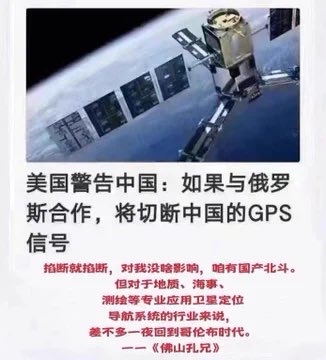 美国警告中国：如果与俄罗
斯合作，将切断中国的GPS
信号
掐断就掐断，对我没啥影响，咱有国产北斗。
但对于地质、海事、
测绘等专业应用卫星定位
导航系统的行业来说，
差不多一夜回到哥伦布时代。
——《佛山孔兄》